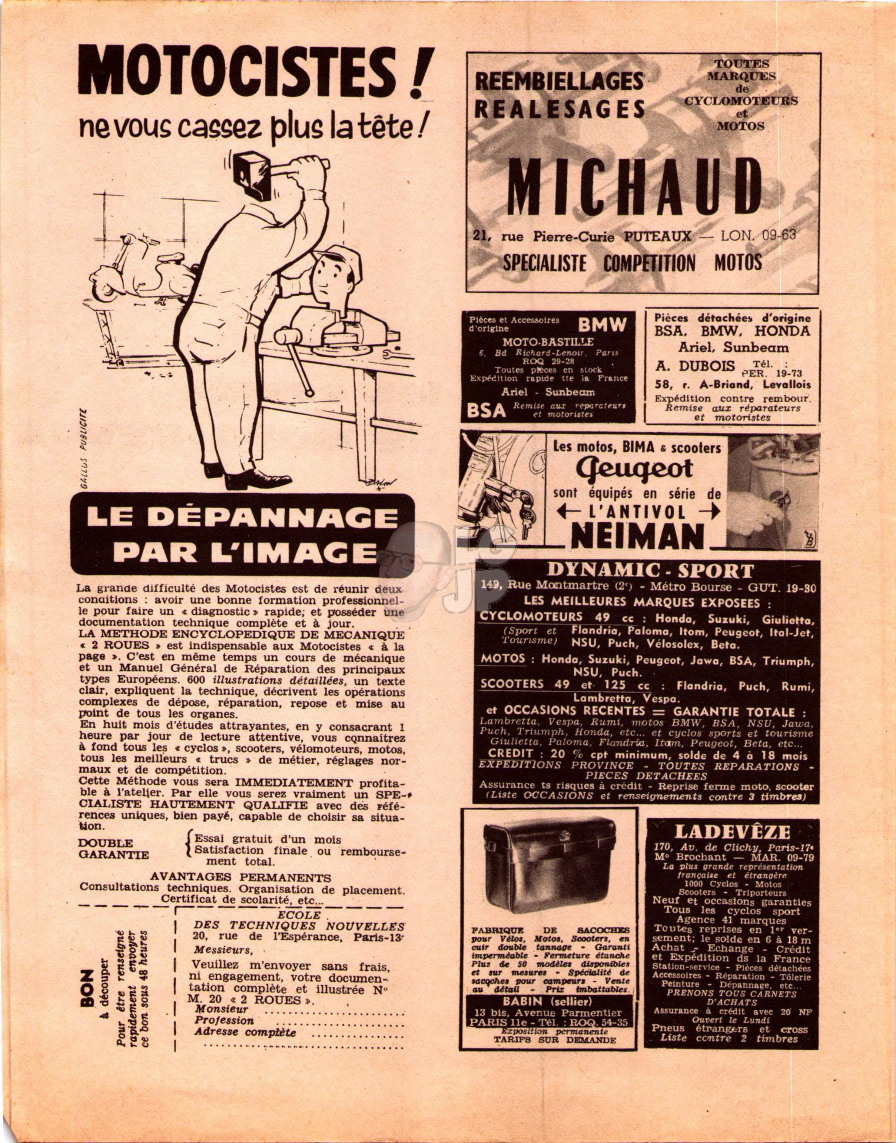 MOTOCISTES !
ne vous cassez plus la tête !
GALLUS PUBLICITE
LE DÉPANNAGE
PAR L'IMAGE
La grande difficulté des Motocistes est de réunir deux
conditions : avoir une bonne formation professionnel-
le pour faire un « diagnostic » rapide; et posséder une
documentation technique complète et à jour.
LA METHODE ENCYCLOPEDIQUE DE MECANIQUE
« 2 ROUES » est indispensable aux Motocistes « à la
page ». C'est en même temps un cours de mécanique
et un Manuel Général de Réparation des principaux
types Européens. 600 illustrations détaillées, un texte
clair, expliquent la technique, décrivent les opérations
complexes de dépose, réparation, repose et mise au
point de tous les organes.
En huit mois d'études attrayantes, en y consacrant 1
heure par jour de lecture attentive, vous connaîtrez
à fond tous les « cyclos », scooters, vélomoteurs, motos,
tous les meilleurs « trucs » de métier, réglages nor-
maux et de compétition.
Cette Méthode vous sera IMMEDIATEMENT profita-
ble à l'atelier. Par elle vous serez vraiment un SPE-
CIALISTE HAUTEMENT QUALIFIE avec des réfé-
rences uniques, bien payé, capable de choisir sa situa-
tion.
DOUBLE
GARANTIE
Essai gratuit d'un mois
Satisfaction finale ou rembourse-
ment total.
AVANTAGES PERMANENTS
Consultations techniques. Organisation de placement.
Certificat de scolarité, etc...
BON
à découper
Pour être renseigné
rapidement envoyer
ce bon sous 48 heures
ECOLE
DES TECHNIQUES NOUVELLES
20, rue de l'Espérance, Paris-13e
Messieurs,
Veuillez m'envoyer sans frais,
ni engagement, votre documen-
tation complète et illustrée N°
M. 20 « 2 ROUES ».
Monsieur
Profession
Adresse complète
REEMBIELLAGES
REALESAGES
TOUTES
MARQUES
de
CYCLOMOTEURS
et
MOTOS
MICHAUD
21, rue Pierre-Curie PUTEAUX — LON. 09-63
SPECIALISTE COMPETITION MOTOS
Pièces et Accessoires
d'origine
BMW
MOTO-BASTILLE
6, Bd Richard-Lenoir, Paris
ROQ 29-28
Toutes pièces en stock
Expédition rapide tte la France
Ariel - Sunbeam
BSA
Remise aux réparateurs
et motoristes
Pièces détachées d'origine
BSA, BMW, HONDA
Ariel, Sunbeam
A. DUBOIS Tél. :
PER. 19-73
58, r. A-Briand, Levallois
Expédition contre rembour.
Remise aux réparateurs
et motoristes
Les motos, BIMA & scooters
Peugeot
sont équipés en série de
L'ANTIVOL
NEIMAN
DYNAMIC - SPORT
149, Rue Montmartre (2e) - Métro Bourse - GUT. 19-80
LES MEILLEURES MARQUES EXPOSEES :
CYCLOMOTEURS 49 cc : Honda, Suzuki, Giulietta,
(Sport et Tourisme) Flandria, Paloma, Itom, Peugeot, Ital-Jet,
NSU, Puch, Vélosolex, Beta.
MOTOS : Honda, Suzuki, Peugeot, Jawa, BSA, Triumph,
NSU, Puch.
SCOOTERS 49 et 125 cc : Flandria, Puch, Rumi,
Lambretta, Vespa.
et OCCASIONS RECENTES = GARANTIE TOTALE :
Lambretta, Vespa, Rumi, motos BMW, BSA, NSU, Jawa,
Puch, Triumph, Honda, etc... et cyclos sports et tourisme
Giulietta, Paloma, Flandria, Itom, Peugeot, Beta, etc...
CREDIT : 20 % cpt minimum, solde de 4 à 18 mois
EXPEDITIONS PROVINCE - TOUTES REPARATIONS -
PIECES DETACHEES
Assurance ts risques à crédit - Reprise ferme moto, scooter
(Liste OCCASIONS et renseignements contre 3 timbres)
FABRIQUE DE SACOCHES
pour Vélos, Motos, Scooters, en
cuir double tannage - Garanti
imperméable - Fermeture étanche
Plus de 50 modèles disponibles
et sur mesures - Spécialité de
sacoches pour campeurs - Vente
au détail - Prix imbattables.
BABIN (sellier)
13 bis, Avenue Parmentier
PARIS 11e - Tél. : ROQ. 54-35
Exposition permanente
TARIFS SUR DEMANDE
LADEVÈZE
170, Av. de Clichy, Paris-17e
Mo Brochant — MAR. 09-79
La plus grande représentation
française et étrangère
1000 Cyclos - Motos
Scooters - Triporteurs
Neuf et occasions garanties
Tous les cyclos sport
Agence 41 marques
Toutes reprises en 1er ver-
sement; le solde en 6 à 18 m
Achat - Echange - Crédit
et Expédition ds la France
Station-service - Pièces détachées
Accessoires - Réparation - Tôlerie
Peinture - Dépannage, etc...
PRENONS TOUS CARNETS
D'ACHATS
Assurance à crédit avec 20 NF
Ouvert le Lundi
Pneus étrangers et cross
Liste contre 2 timbres